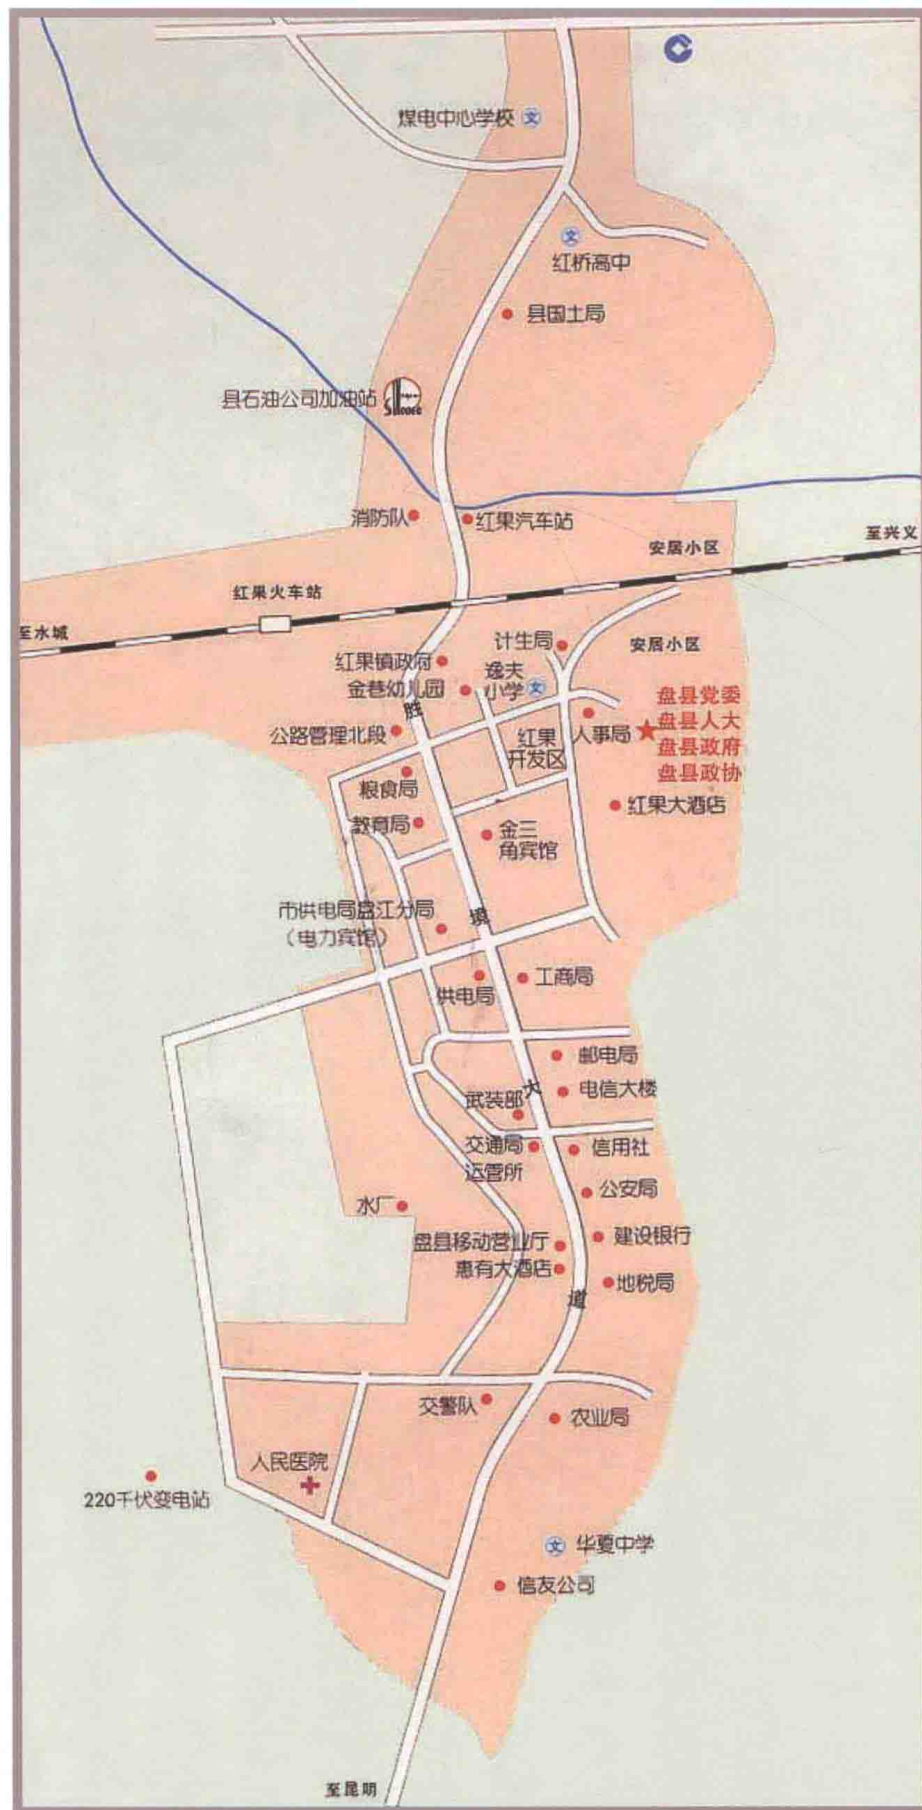 煤电中心学校
文
文
红桥高中
县国土局
县石油公司加油站
消防队
红果汽车站
至兴义
安居小区
红果火车站
至水城
计生局
安居小区
红果镇政府
逸夫
小学
文
金巷幼儿园
盘县党委
盘县人大
盘县政府
盘县政协
胜
人事局
公路管理北段
红果
开发区
粮食局
红果大酒店
教育局
金三
角宾馆
市供电局盘江分局
（电力宾馆）
境
供电局
工商局
邮电局
大
电信大楼
武装部
交通局
运管所
信用社
公安局
水厂
建设银行
盘县移动营业厅
惠有大酒店
地税局
道
交警队
农业局
人民医院
220千伏变电站
文
华夏中学
信友公司
至昆明